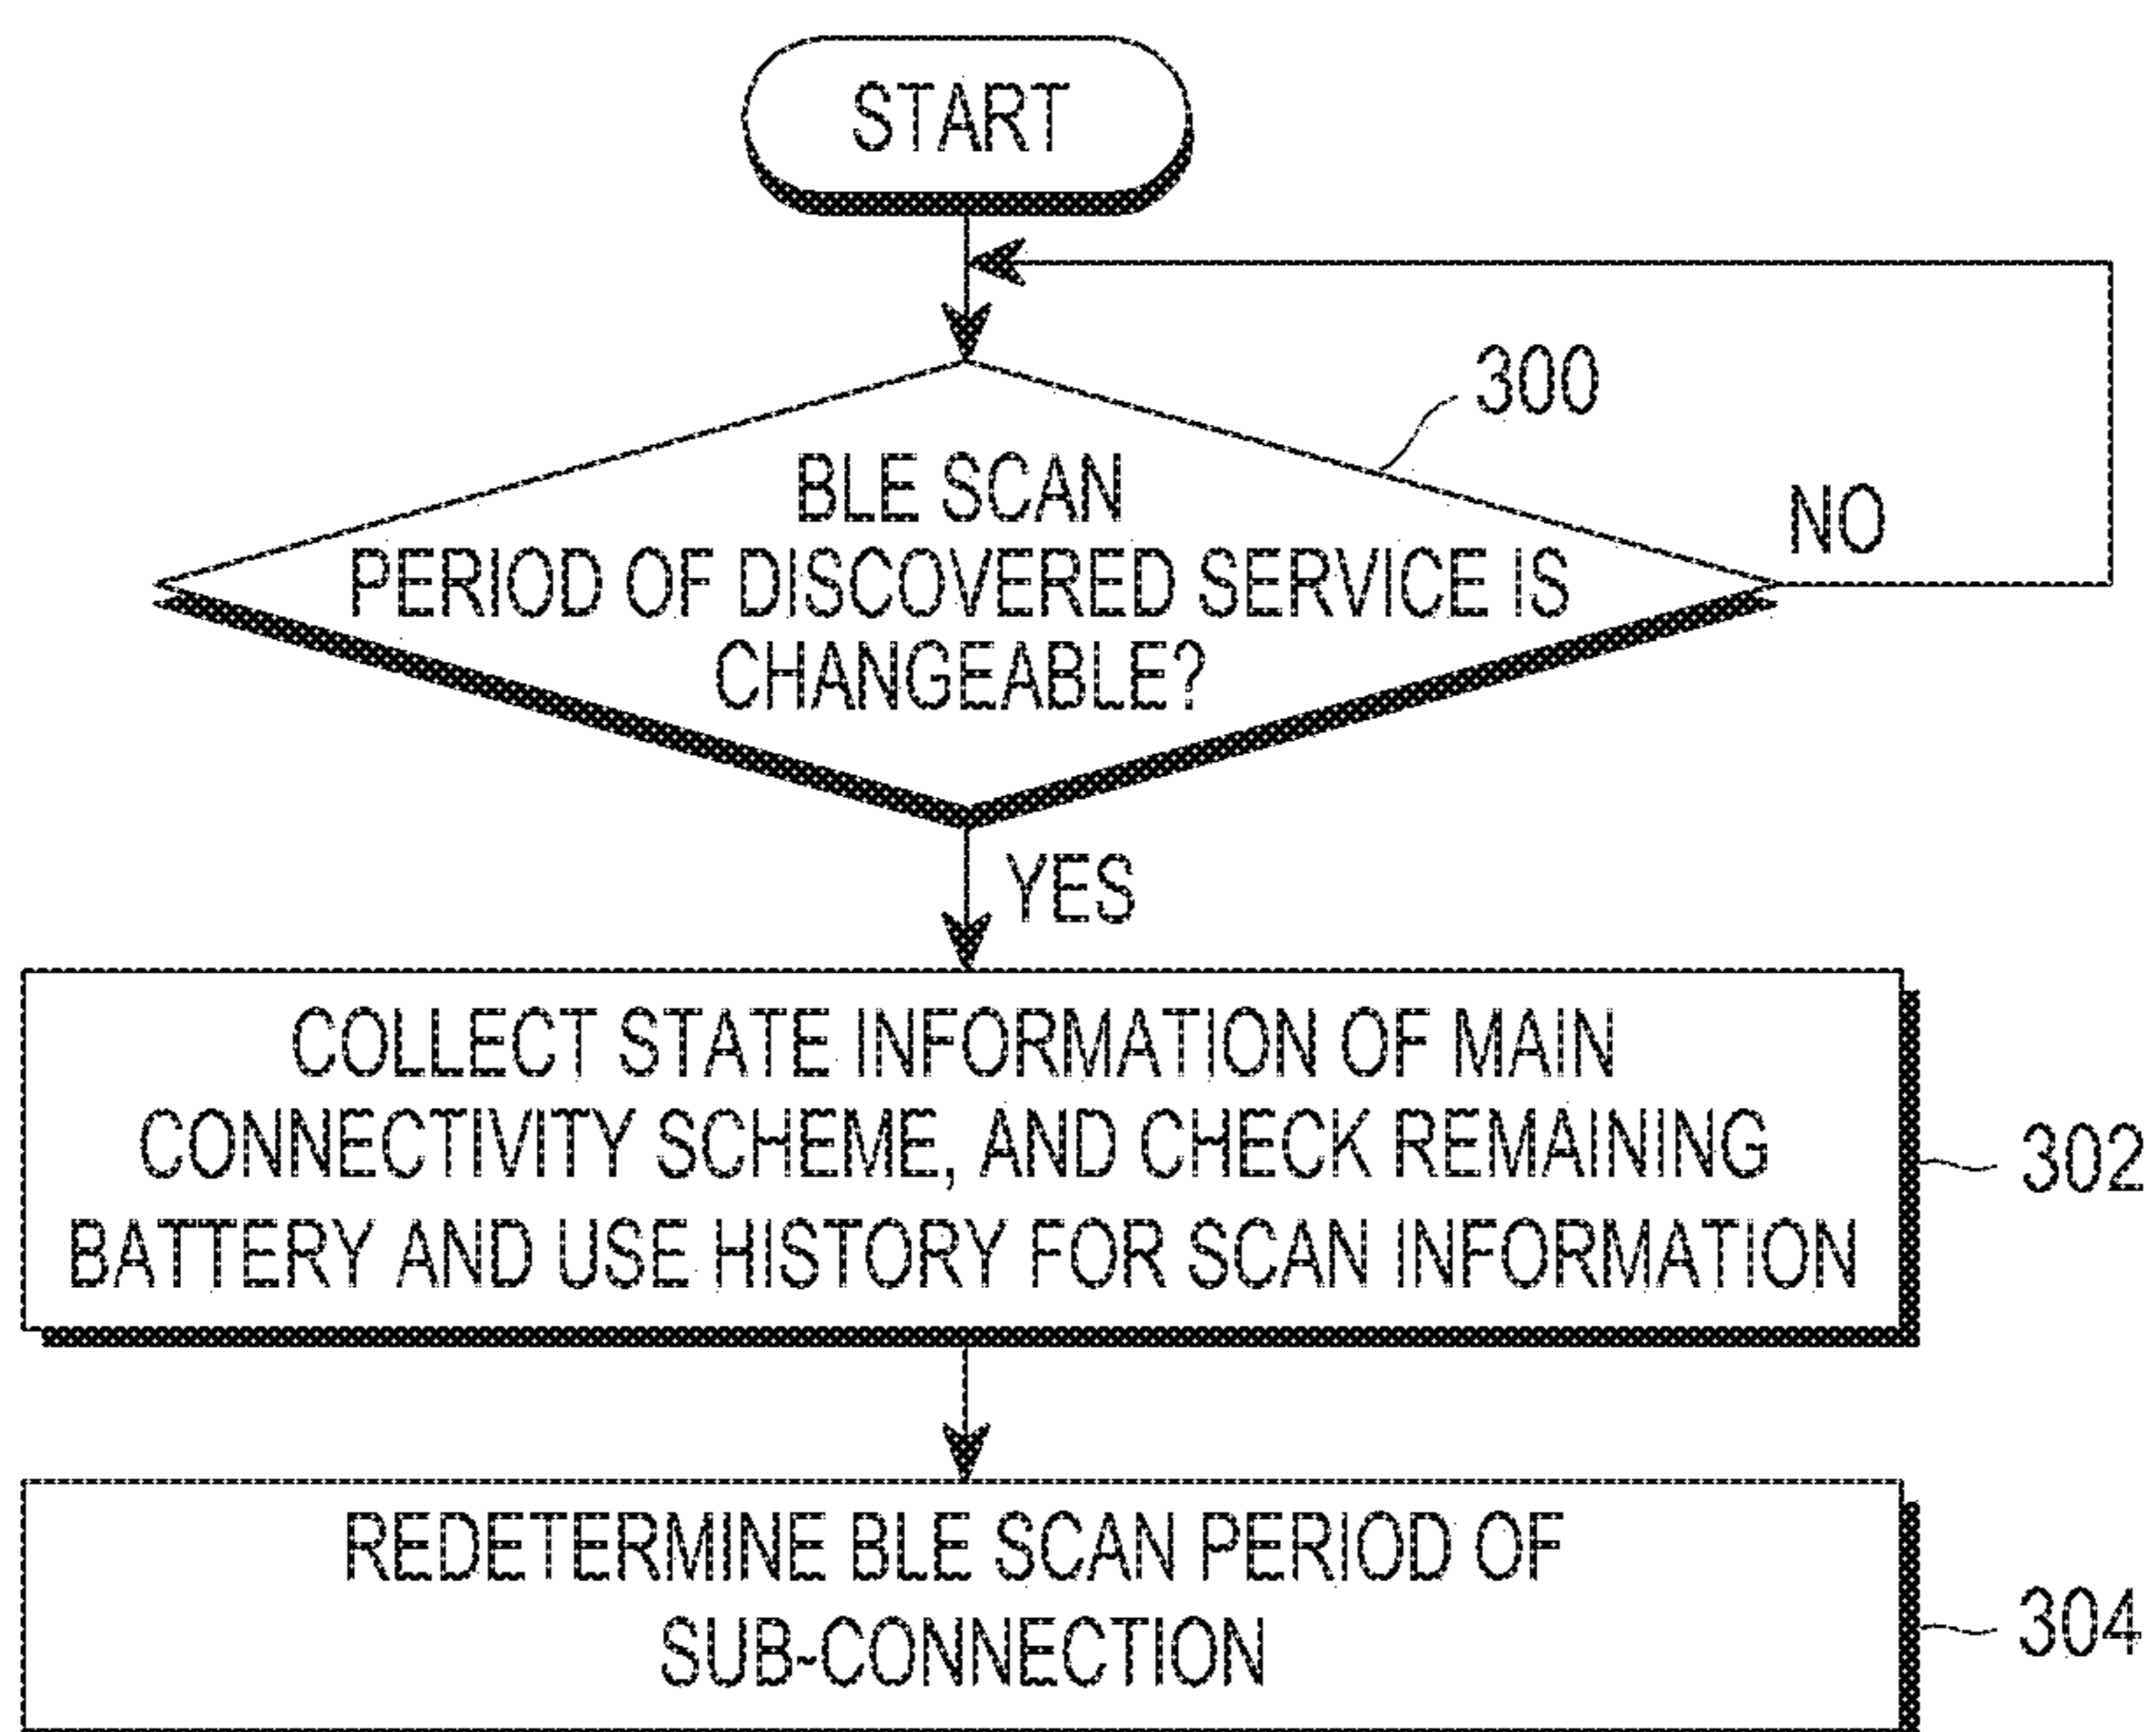 START
300
BLE SCAN
NO
PERIOD OF DISCOVERED SERVICE IS
CHANGEABLE?
YES
COLLECT STATE INFORMATION OF MAIN
CONNECTIVITY SCHEME, AND CHECK REMAINING
302
BATTERY AND USE HISTORY FOR SCAN INFORMATION
REDETERMINE BLE SCAN PERIOD OF
SUB-CONNECTION
304